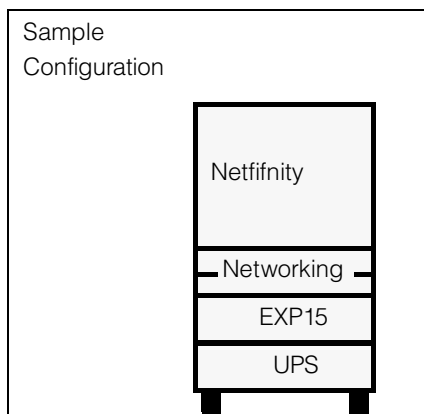 Sample
Configuration
Netfifnity
Networking
EXP15
UPS